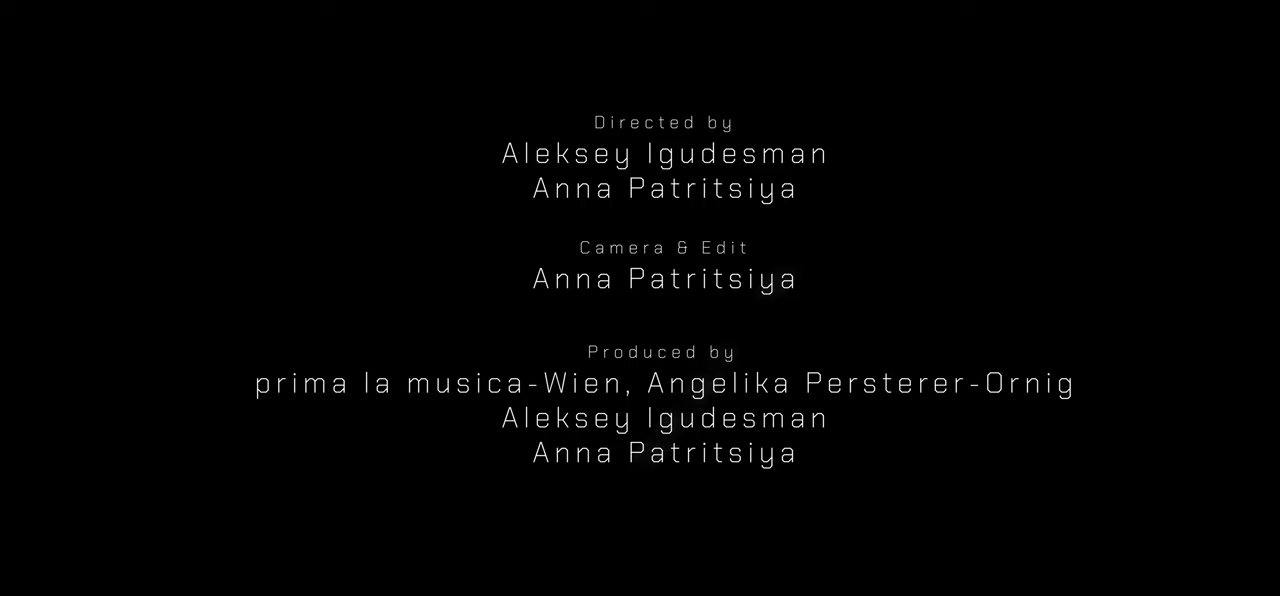 Directed by
Aleksey Igudesman
Anna Patritsiya
Camera & Edit
Anna Patritsiya
Produced by
prima la musica-Wien, Angelika Persterer-Ornig
Aleksey Igudesman
Anna Patritsiya